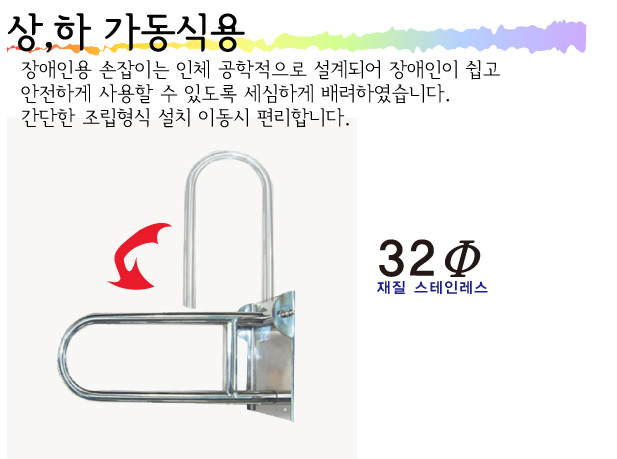 상,하 가동식용
장애인용 손잡이는 인체 공학적으로 설계되어 장애인이 쉽고
안전하게 사용할 수 있도록 세심하게 배려하였습니다.
간단한 조립형식 설치 이동시 편리합니다.
32Φ
재질 스테인레스